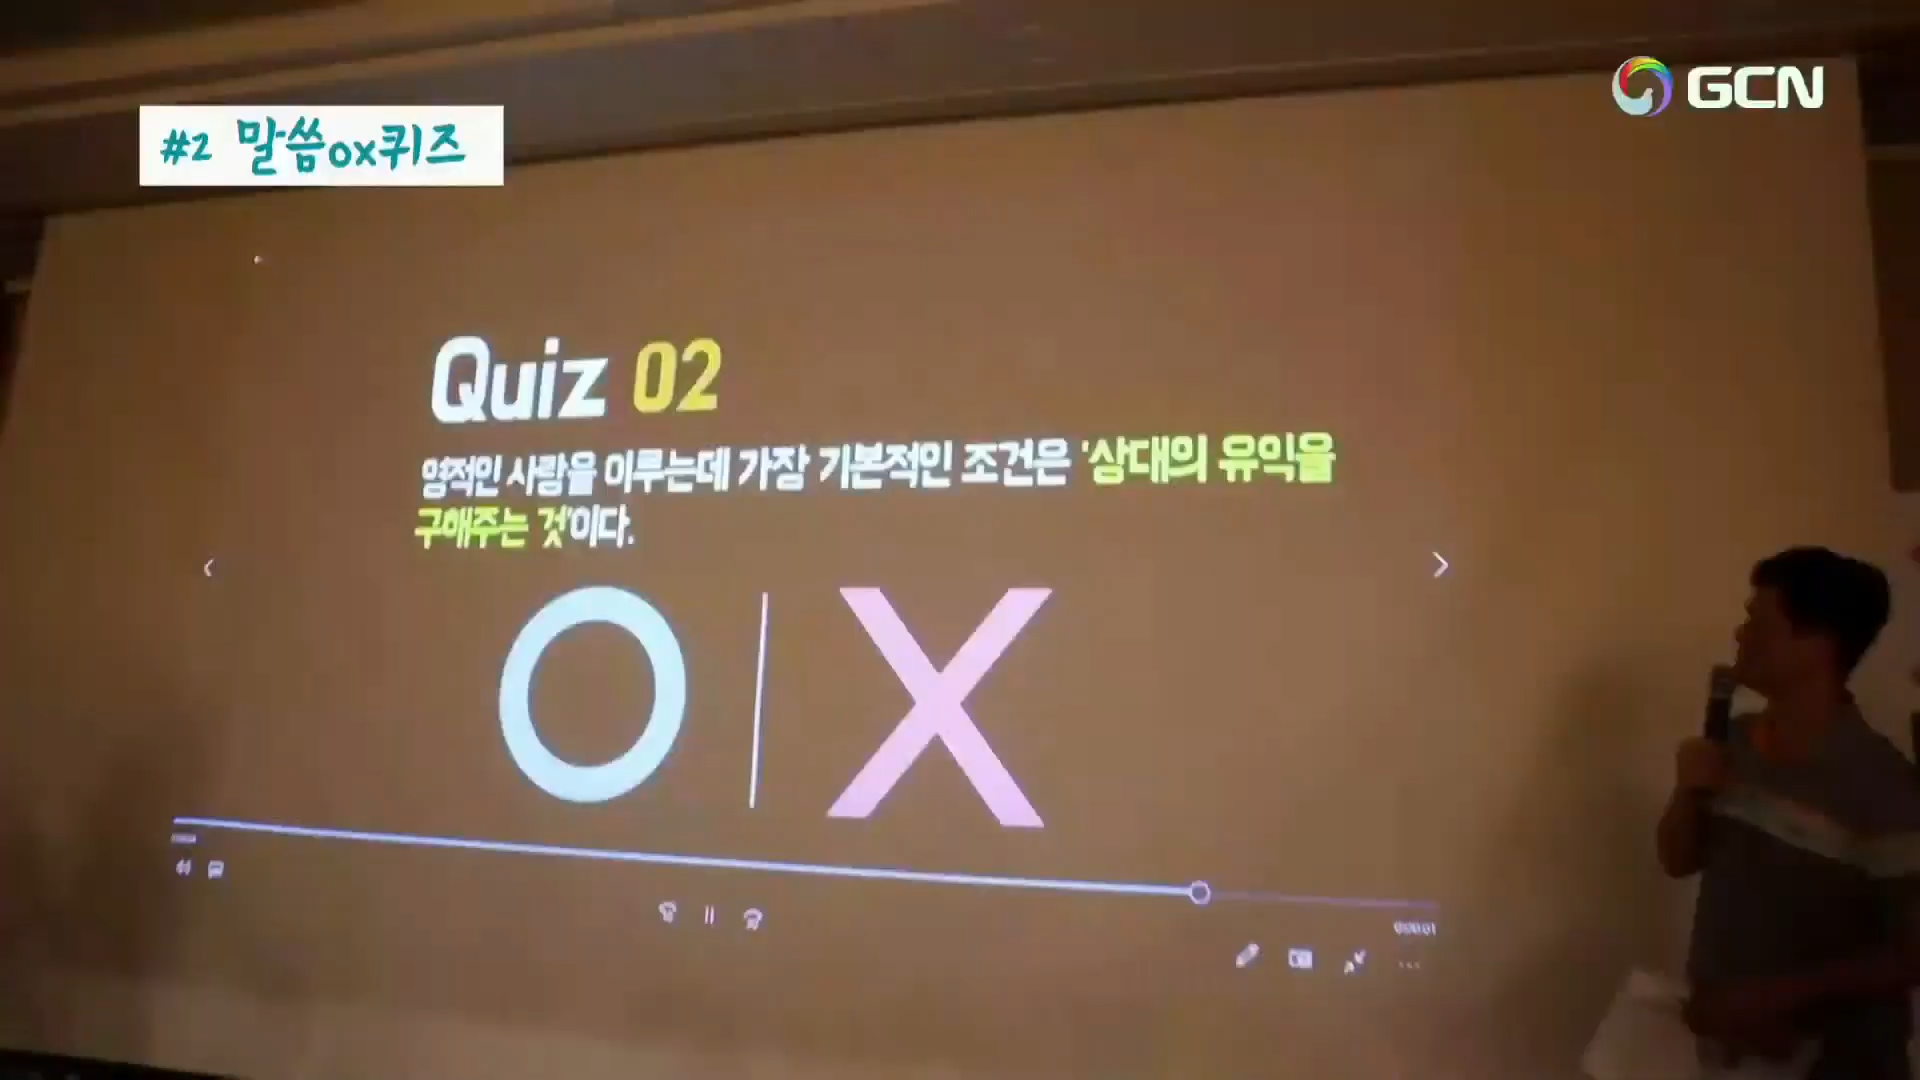 GCN
#2 말씀ox퀴즈
Quiz 02
영적인 사랑을 이루는데 가장 기본적인 조건은 '상대의 유익을
구해주는 것'이다.
O | X